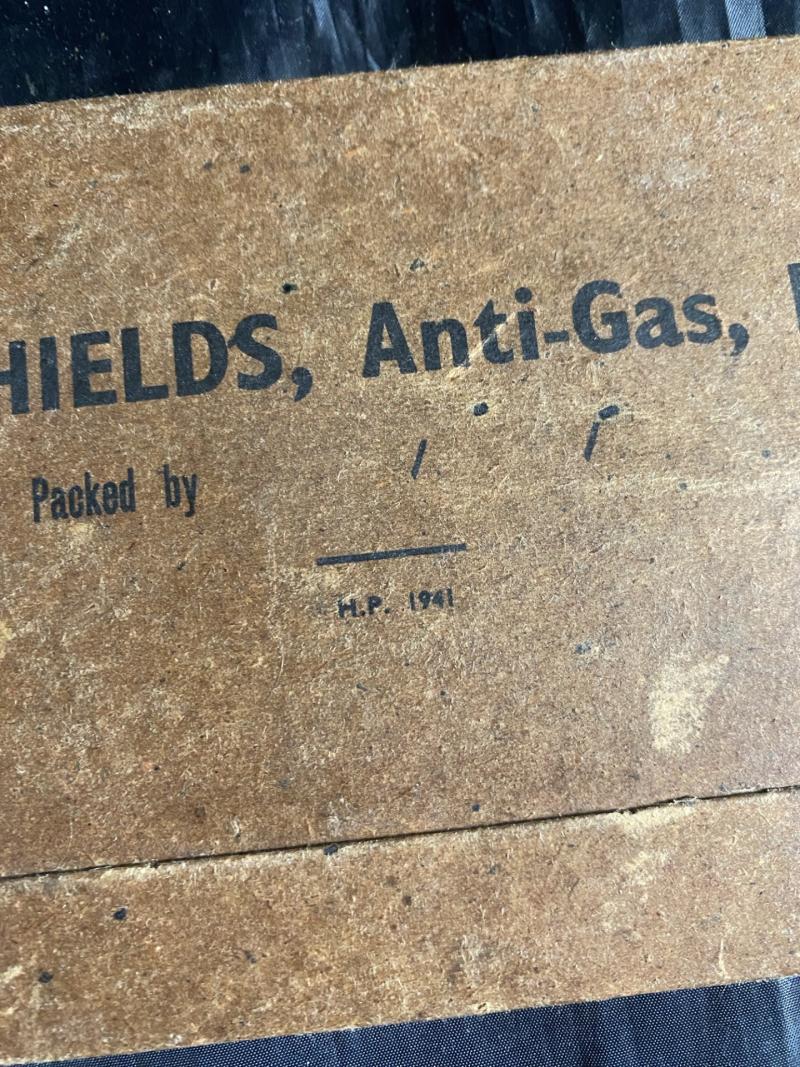 HIELDS, Anti-Gas,
Packed by / /
H.P. 1941